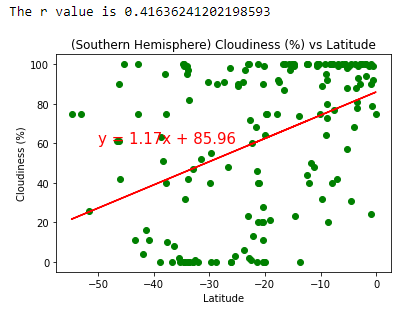 The r value is 0.41636241202198593
(Southern Hemisphere) Cloudiness (%) vs Latitude
100
80
60
40
20
0
Cloudiness (%)
y = 1.17x + 85.96
−50
−40
−30
−20
−10
0
Latitude